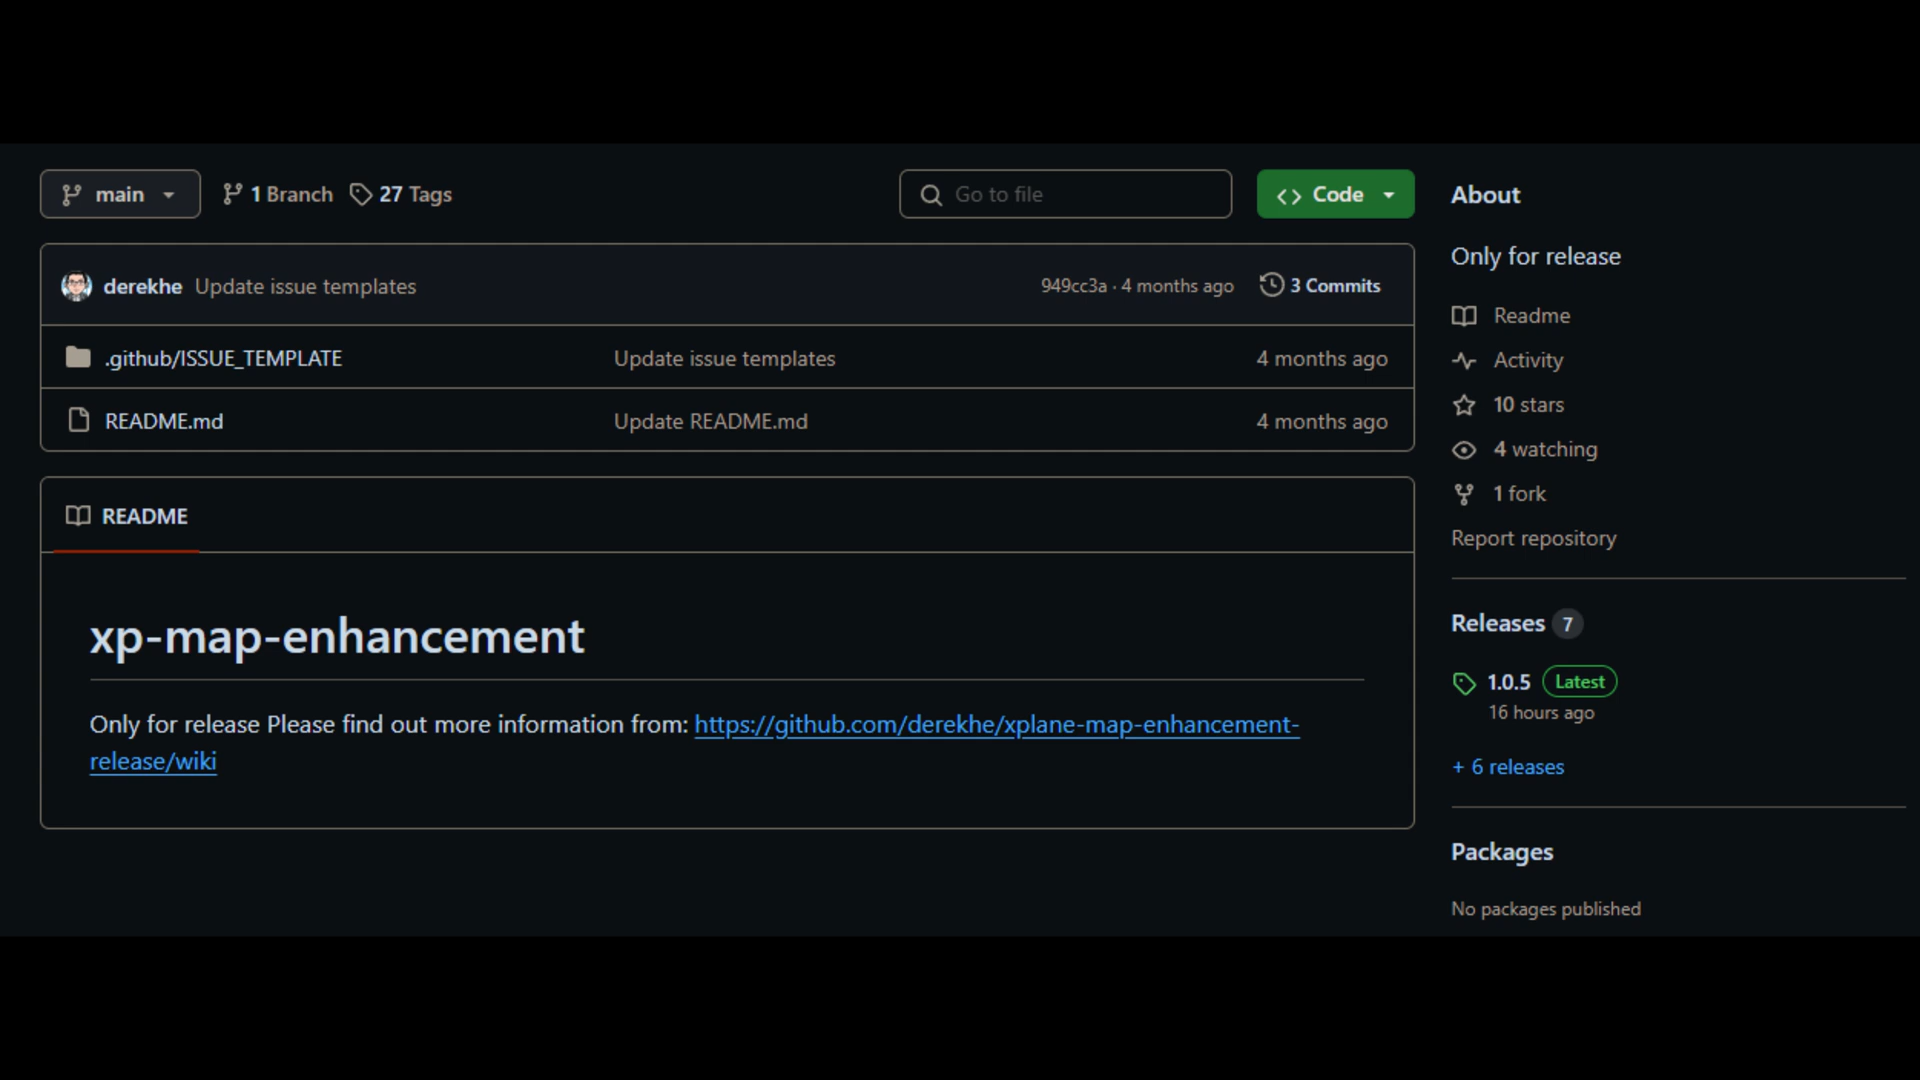 main
1 Branch
27 Tags
Go to file
Code
derekhe Update issue templates
949cc3a · 4 months ago
3 Commits
.github/ISSUE_TEMPLATE
Update issue templates
4 months ago
README.md
Update README.md
4 months ago
README
xp-map-enhancement
Only for release Please find out more information from: https://github.com/derekhe/xplane-map-enhancement-
release/wiki
About
Only for release
Readme
Activity
10 stars
4 watching
1 fork
Report repository
Releases 7
1.0.5 Latest
16 hours ago
+ 6 releases
Packages
No packages published